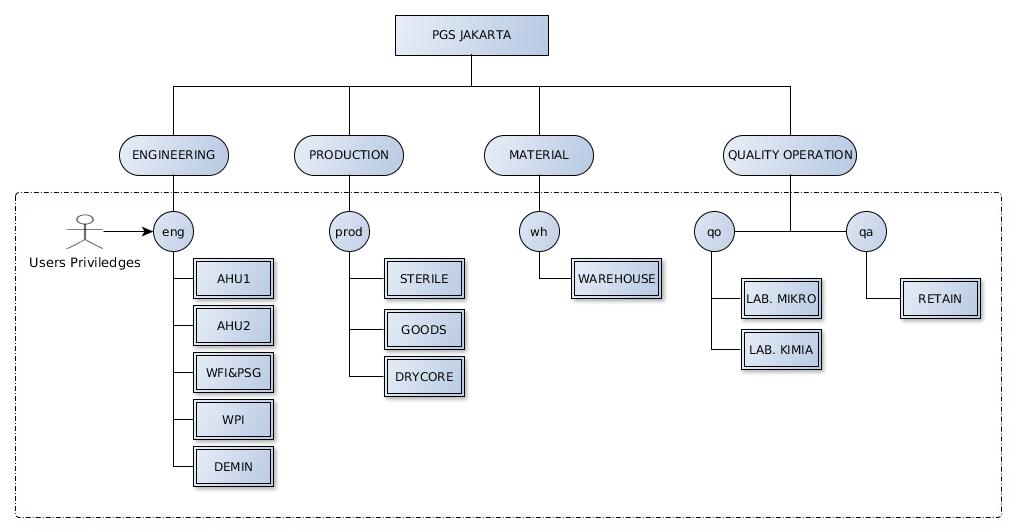 PGS JAKARTA
ENGINEERING
PRODUCTION
MATERIAL
QUALITY OPERATION
eng
prod
wh
qo
qa
Users Priviledges
AHU1
STERILE
WAREHOUSE
LAB. MIKRO
RETAIN
AHU2
GOODS
LAB. KIMIA
WFI&PSG
DRYCORE
WPI
DEMIN